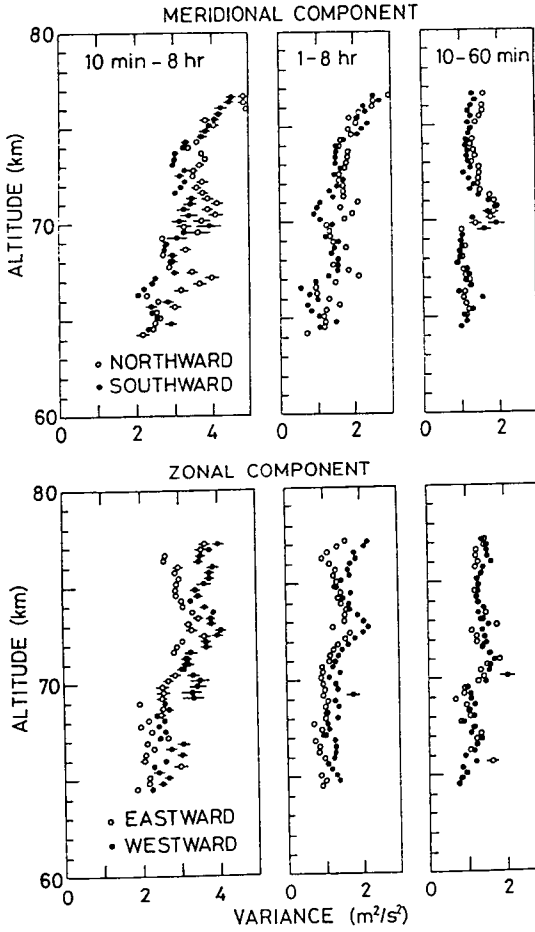 MERIDIONAL COMPONENT
80
10 min – 8 hr
1–8 hr
10–60 min
ALTITUDE (km)
70
NORTHWARD
SOUTHWARD
60
0 2 4 0 2 0 2
ZONAL COMPONENT
80
ALTITUDE (km)
70
EASTWARD
WESTWARD
60
0 2 4 0 2 0 2
VARIANCE (m²/s²)